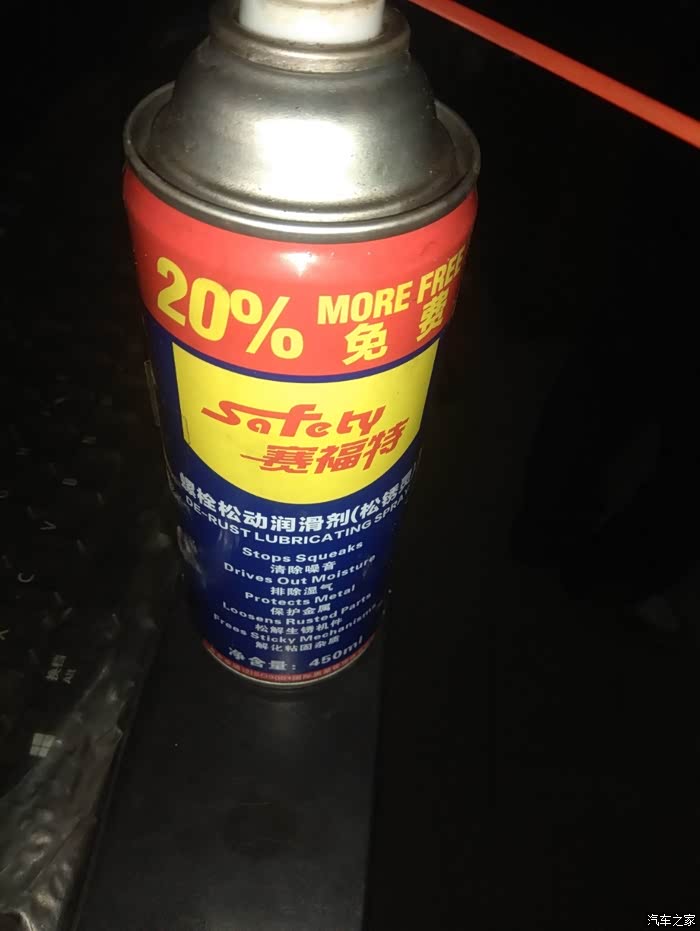 20%
MORE FREE
免 费
Safety
赛福特
螺栓松动润滑剂(松锈剂)
DE-RUST LUBRICATING SPRAY
Stops Squeaks
清除噪音
Drives Out Moisture
排除湿气
Protects Metal
保护金属
Loosens Rusted Parts
松解生锈机件
Frees Sticky Mechanisms
解化粘固杂质
净含量：450ml
Alt
汽车之家